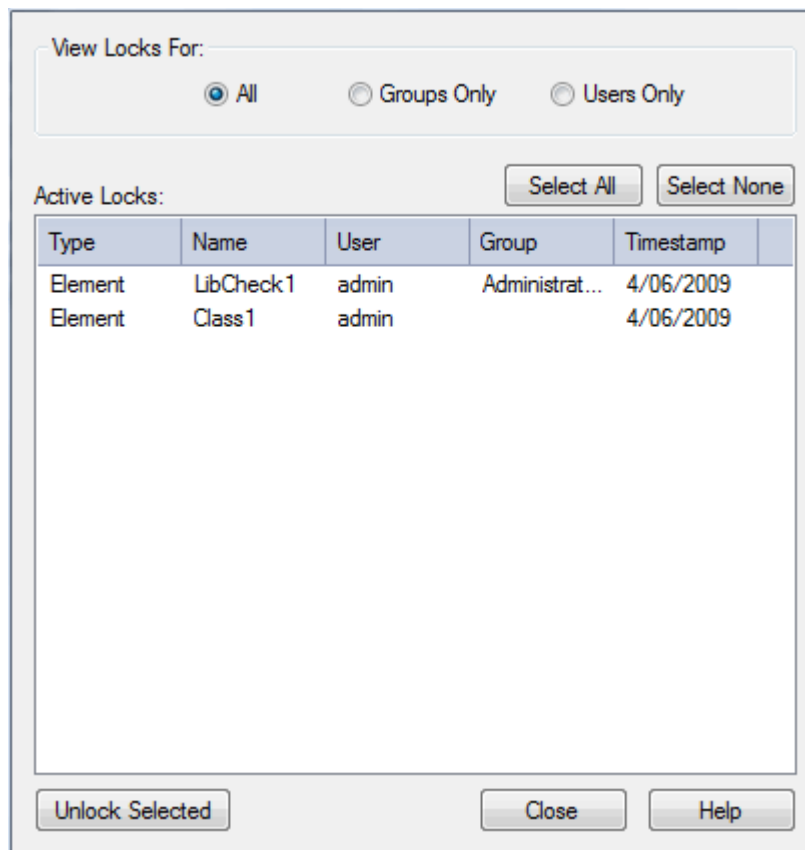 View Locks For:
All Groups Only Users Only
Select All Select None
Active Locks:
Type Name User Group Timestamp
Element LibCheck1 admin Administrat... 4/06/2009
Element Class1 admin 4/06/2009
Unlock Selected Close Help